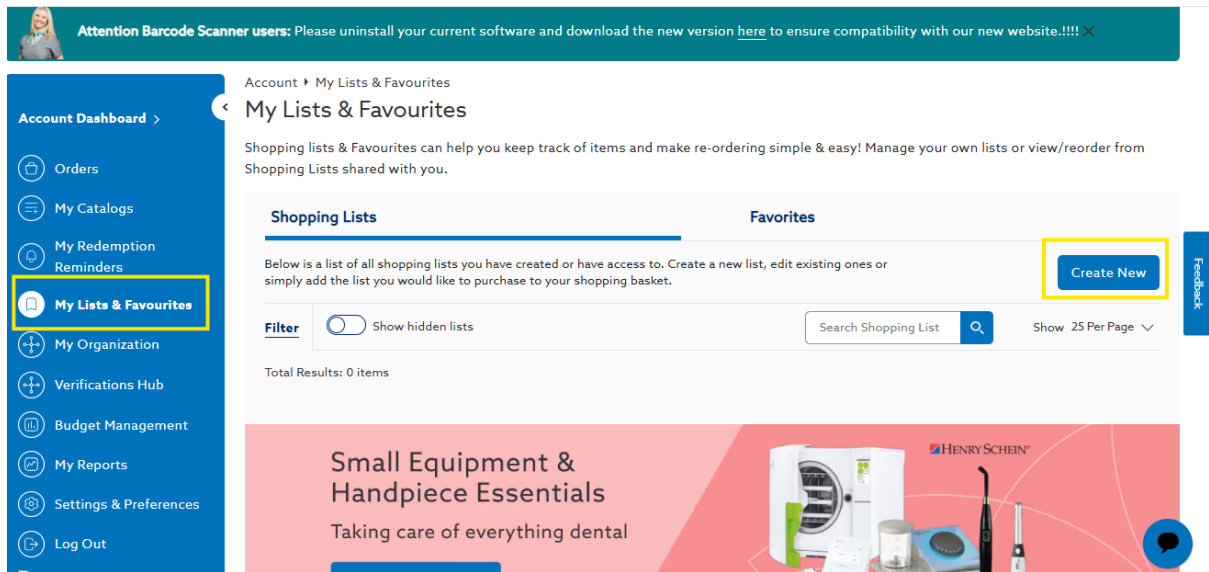 Attention Barcode Scanner users: Please uninstall your current software and download the new version here to ensure compatibility with our new website.!!!!
Account Dashboard
Orders
My Catalogs
My Redemption
Reminders
My Lists & Favourites
My Organization
Verifications Hub
Budget Management
My Reports
Settings & Preferences
Log Out
Account My Lists & Favourites
My Lists & Favourites
Shopping lists & Favourites can help you keep track of items and make re-ordering simple & easy! Manage your own lists or view/reorder from
Shopping Lists shared with you.
Shopping Lists
Favorites
Below is a list of all shopping lists you have created or have access to. Create a new list, edit existing ones or
simply add the list you would like to purchase to your shopping basket.
Create New
Filter
Show hidden lists
Search Shopping List
Show 25 Per Page
Total Results: 0 items
Small Equipment &
Handpiece Essentials
Taking care of everything dental
HENRY SCHEIN®
Feedback